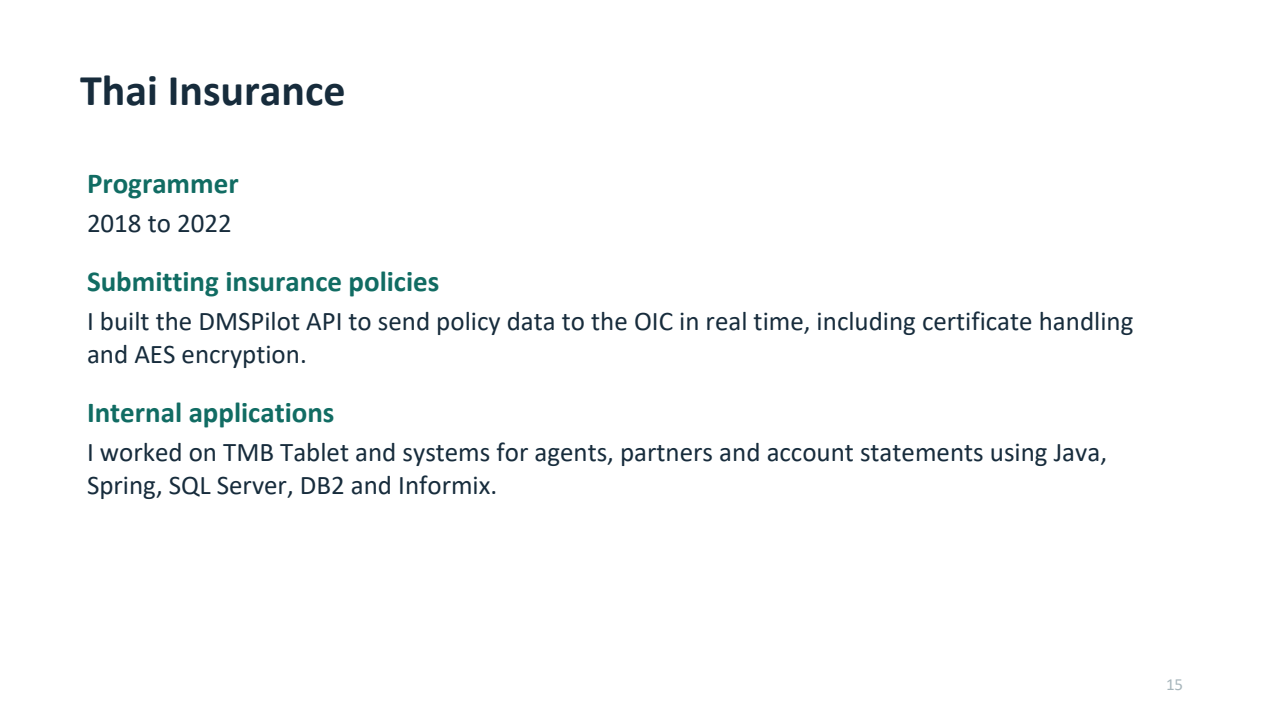 Thai Insurance
Programmer
2018 to 2022
Submitting insurance policies
I built the DMSPilot API to send policy data to the OIC in real time, including certificate handling
and AES encryption.
Internal applications
I worked on TMB Tablet and systems for agents, partners and account statements using Java,
Spring, SQL Server, DB2 and Informix.
15